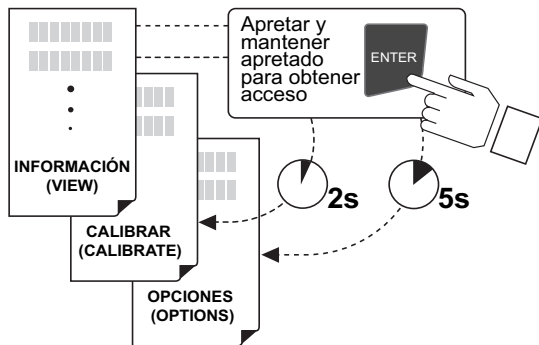 Apretar y
mantener
apretado
para obtener
acceso
ENTER
INFORMACIÓN
(VIEW)
2s
5s
CALIBRAR
(CALIBRATE)
OPCIONES
(OPTIONS)